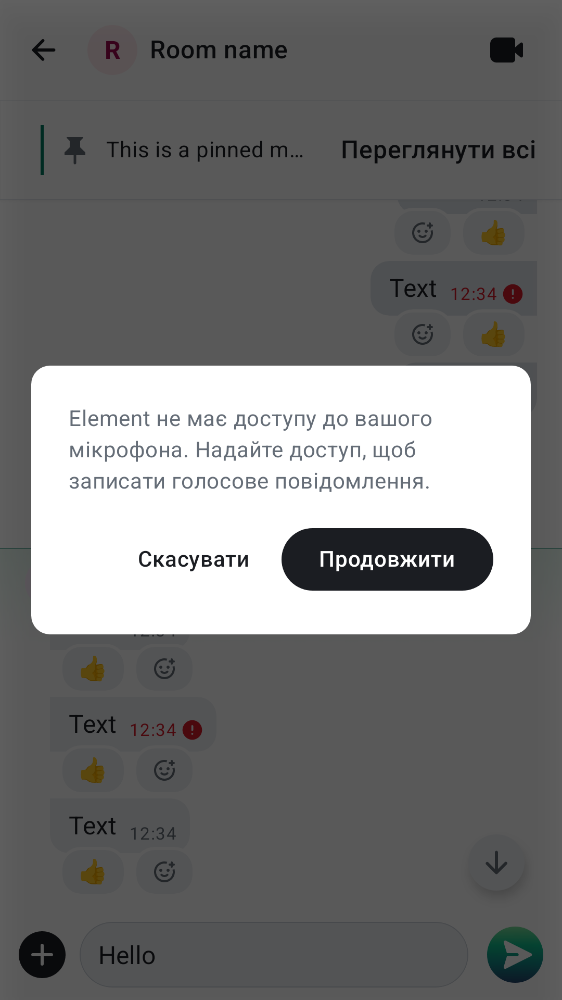 R Room name
This is a pinned m… Переглянути всі
Text 12:34
Element не має доступу до вашого
мікрофона. Надайте доступ, щоб
записати голосове повідомлення.
Скасувати Продовжити
Text 12:34
Text 12:34
Hello